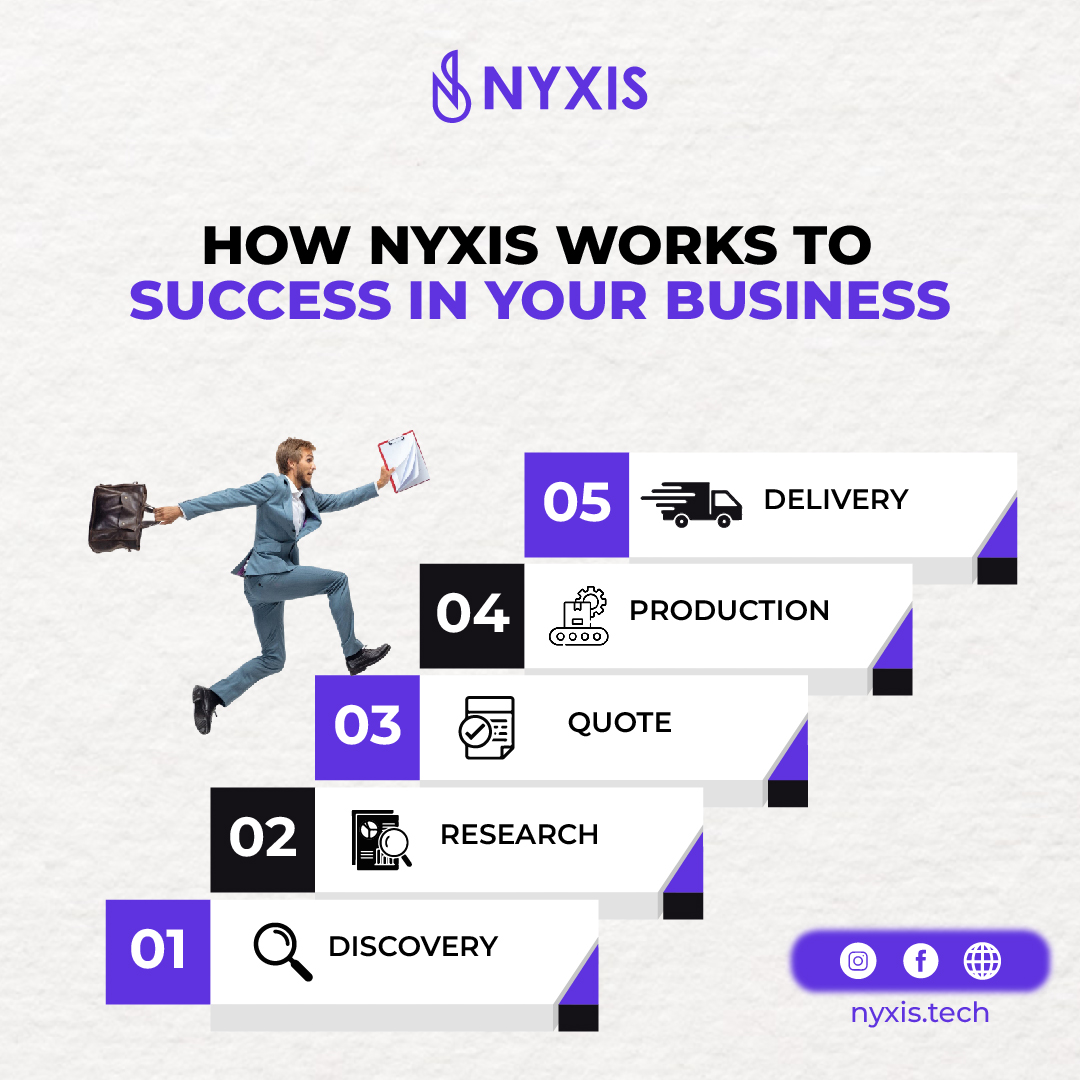 NYXIS
HOW NYXIS WORKS TO
SUCCESS IN YOUR BUSINESS
05 DELIVERY
04 PRODUCTION
03 QUOTE
02 RESEARCH
01 DISCOVERY
nyxis.tech